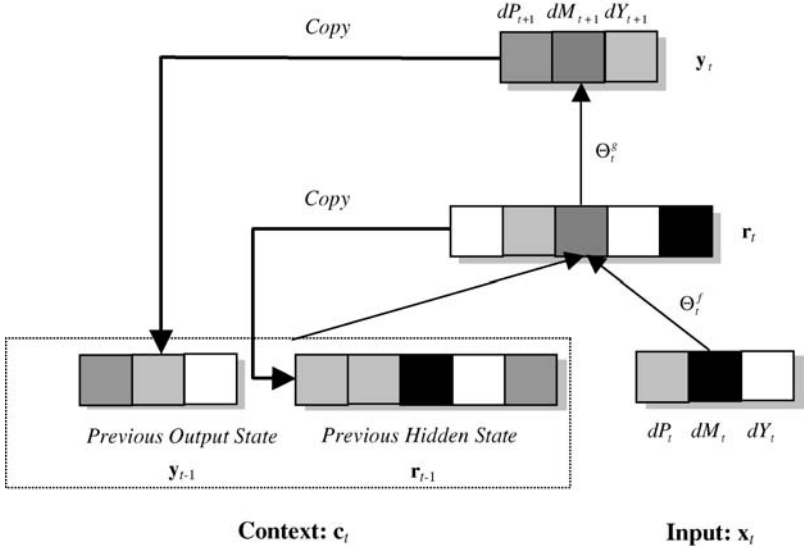 dP_{t+1} dM_{t+1} dY_{t+1}
Copy
y_t
Θ_t^g
Copy
r_t
Θ_t^f
Previous Output State
Previous Hidden State
dP_t dM_t dY_t
y_{t-1}
r_{t-1}
Context: c_t
Input: x_t